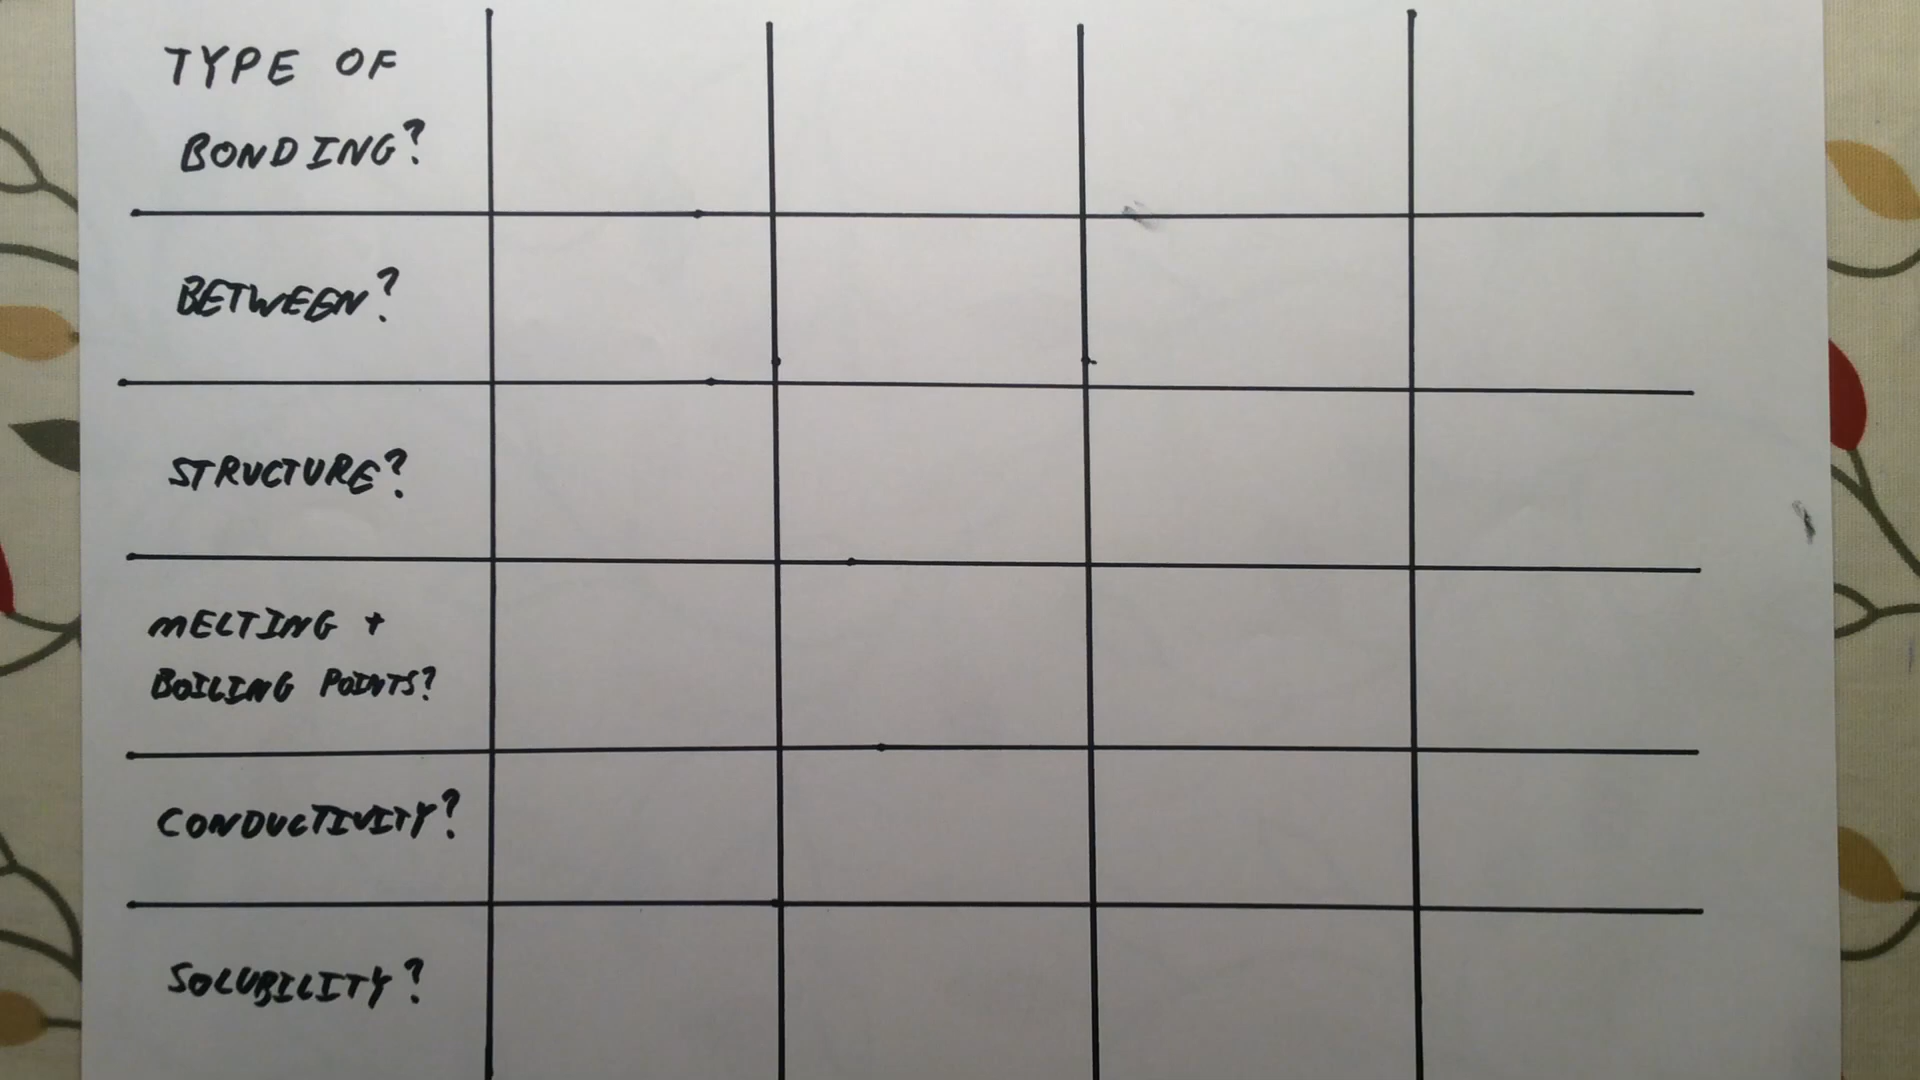 TYPE OF
BONDING?
BETWEEN?
STRUCTURE?
MELTING +
BOILING POINTS?
CONDUCTIVITY?
SOLUBILITY?